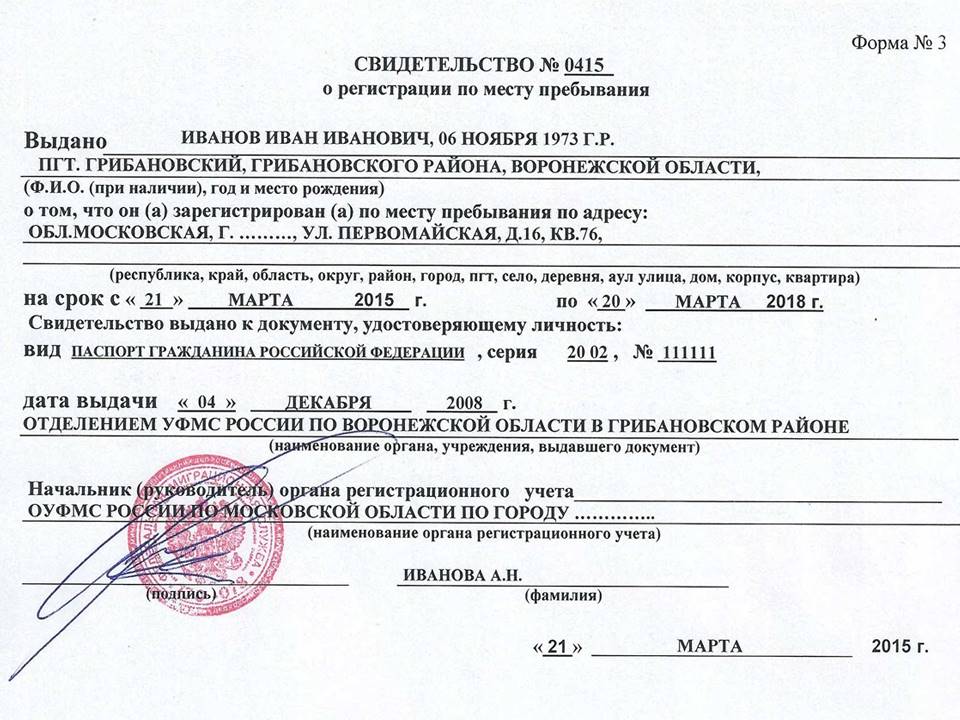 Форма № 3
СВИДЕТЕЛЬСТВО № 0415
о регистрации по месту пребывания
Выдано ИВАНОВ ИВАН ИВАНОВИЧ, 06 НОЯБРЯ 1973 Г.Р.
ПГТ. ГРИБАНОВСКИЙ, ГРИБАНОВСКОГО РАЙОНА, ВОРОНЕЖСКОЙ ОБЛАСТИ,
(Ф.И.О. (при наличии), год и место рождения)
о том, что он (а) зарегистрирован (а) по месту пребывания по адресу:
ОБЛ.МОСКОВСКАЯ, Г. ………, УЛ. ПЕРВОМАЙСКАЯ, Д.16, КВ.76,
(республика, край, область, округ, район, город, пгт, село, деревня, аул улица, дом, корпус, квартира)
на срок с « 21 » МАРТА 2015 г. по «20» МАРТА 2018 г.
Свидетельство выдано к документу, удостоверяющему личность:
вид ПАСПОРТ ГРАЖДАНИНА РОССИЙСКОЙ ФЕДЕРАЦИИ , серия 20 02 , № 111111
дата выдачи « 04 » ДЕКАБРЯ 2008 г.
ОТДЕЛЕНИЕМ УФМС РОССИИ ПО ВОРОНЕЖСКОЙ ОБЛАСТИ В ГРИБАНОВСКОМ РАЙОНЕ
(наименование органа, учреждения, выдавшего документ)
Начальник (руководитель) органа регистрационного учета
ОУФМС РОССИИ ПО МОСКОВСКОЙ ОБЛАСТИ ПО ГОРОДУ …………..
(наименование органа регистрационного учета)
ИВАНОВА А.Н.
(подпись) (фамилия)
« 21 » МАРТА 2015 г.